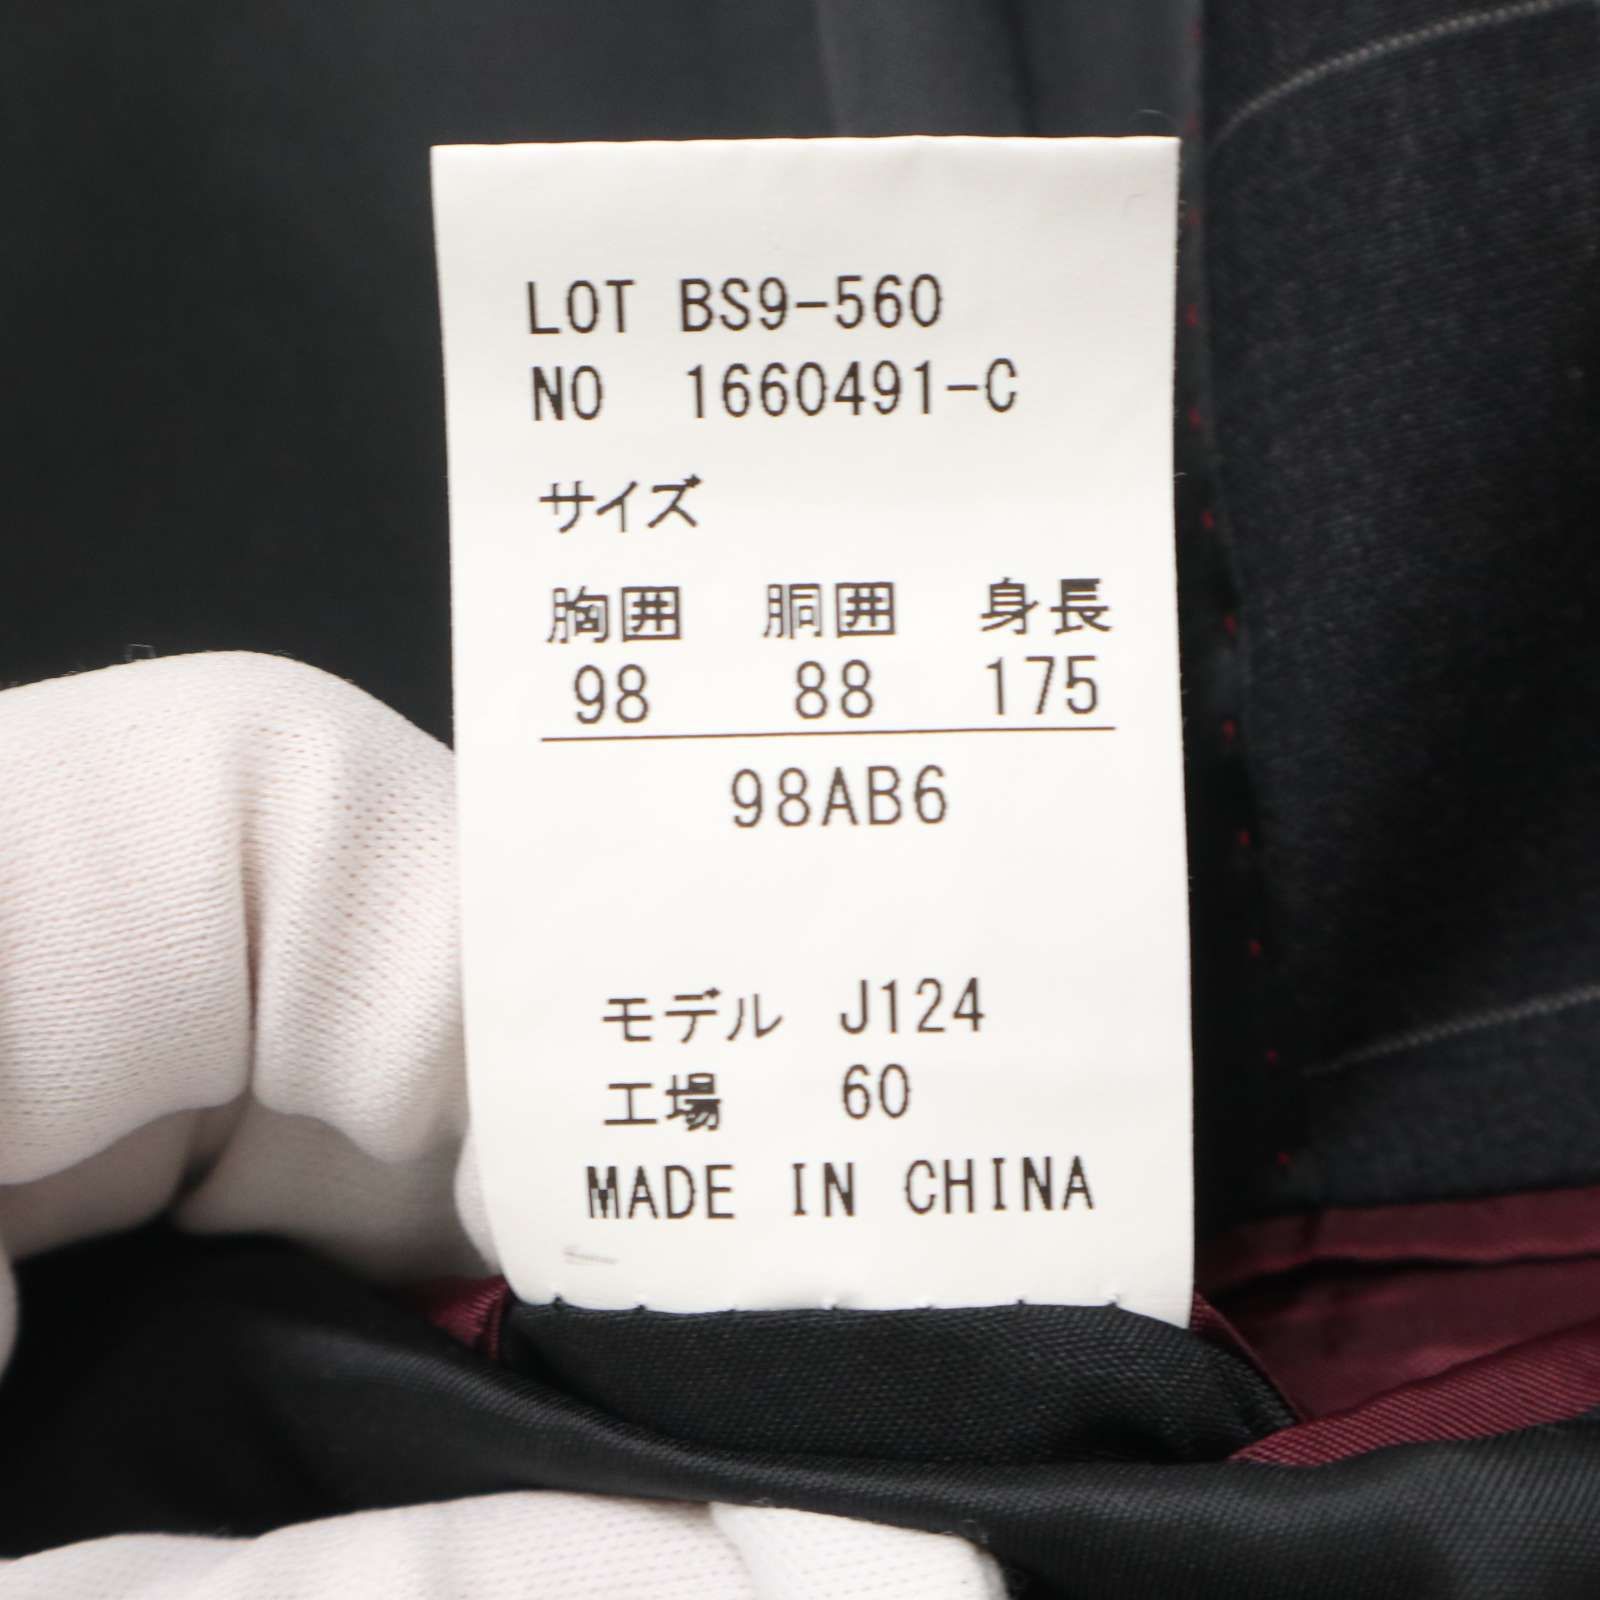 LOT BS9-560
NO 1660491-C
サイズ
胸囲 胴囲 身長
98 88 175
98AB6
モデル J124
工場 60
MADE IN CHINA